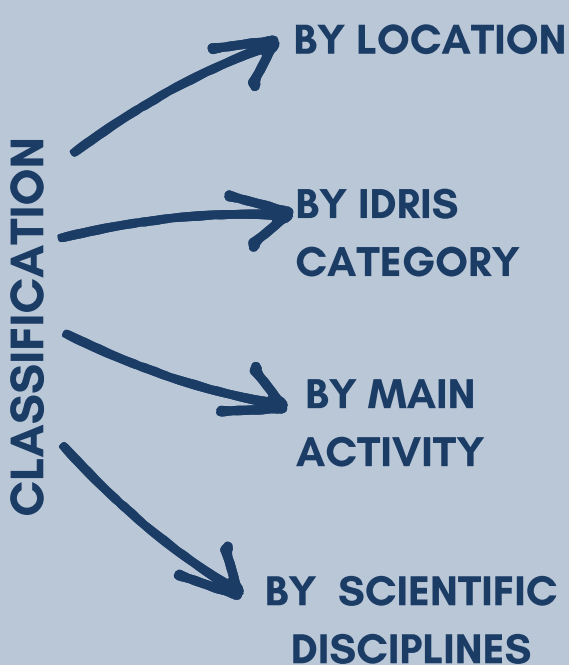 CLASSIFICATION
BY LOCATION
BY IDRIS
CATEGORY
BY MAIN
ACTIVITY
BY SCIENTIFIC
DISCIPLINES